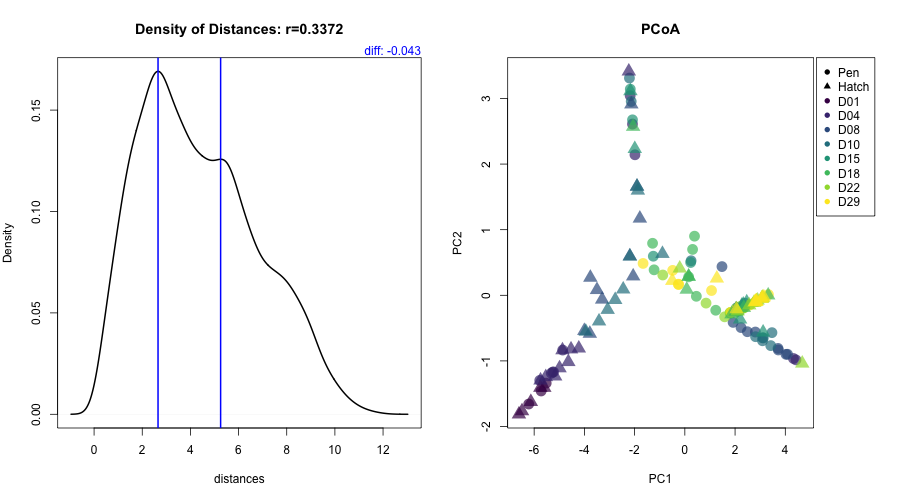 Density of Distances: r=0.3372
diff: -0.043
Density
0.00
0.05
0.10
0.15
0
2
4
6
8
10
12
distances
PCoA
PC2
-2
-1
0
1
2
3
-6
-4
-2
0
2
4
PC1
Pen
Hatch
D01
D04
D08
D10
D15
D18
D22
D29